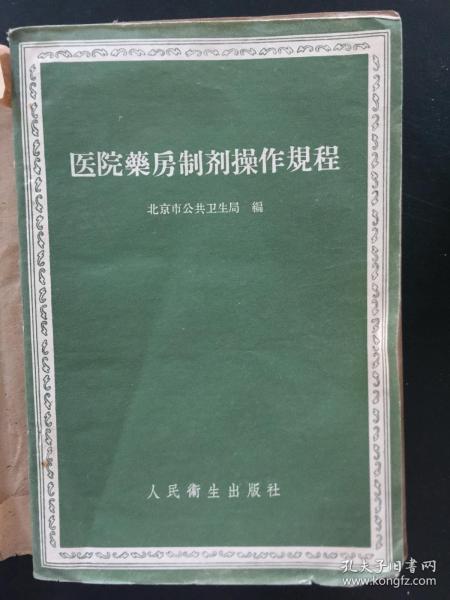 医院藥房制剂操作規程
北京市公共卫生局 編
人民衛生出版社
孔夫子旧书网
www.kongfz.com